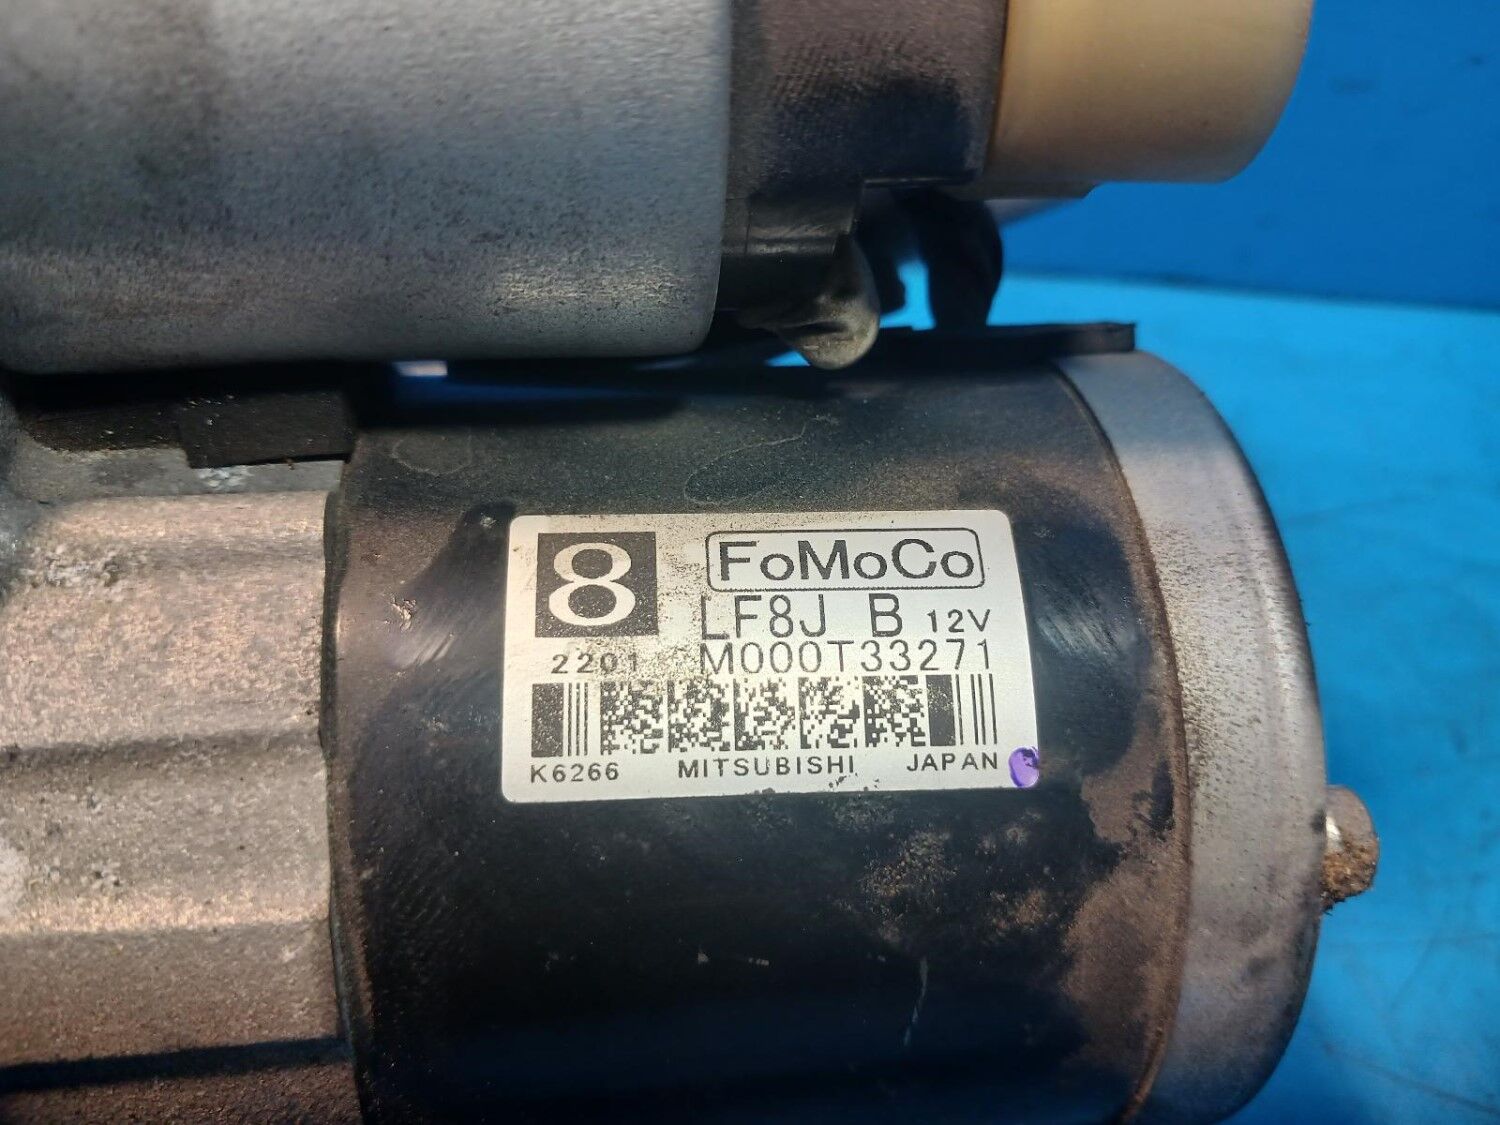 8
FoMoCo
LF8J B 12V
2201 M000T33271
K6266 MITSUBISHI JAPAN